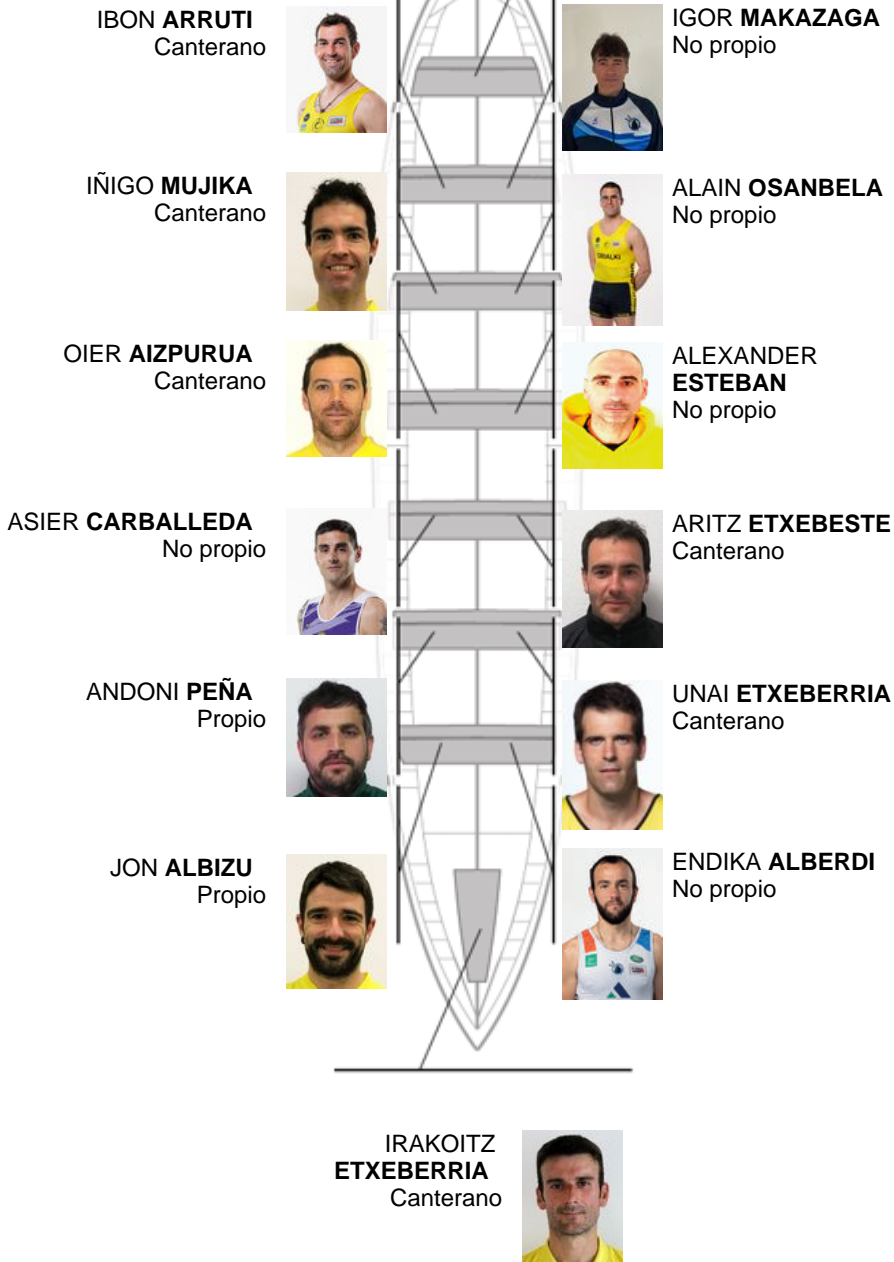 IBON ARRUTI
Canterano
IGOR MAKAZAGA
No propio
IÑIGO MUJIKA
Canterano
ALAIN OSANBELA
No propio
OIER AIZPURUA
Canterano
ALEXANDER
ESTEBAN
No propio
ASIER CARBALLEDA
No propio
ARITZ ETXEBESTE
Canterano
ANDONI PEÑA
Propio
UNAI ETXEBERRIA
Canterano
JON ALBIZU
Propio
ENDIKA ALBERDI
No propio
IRAKOITZ
ETXEBERRIA
Canterano